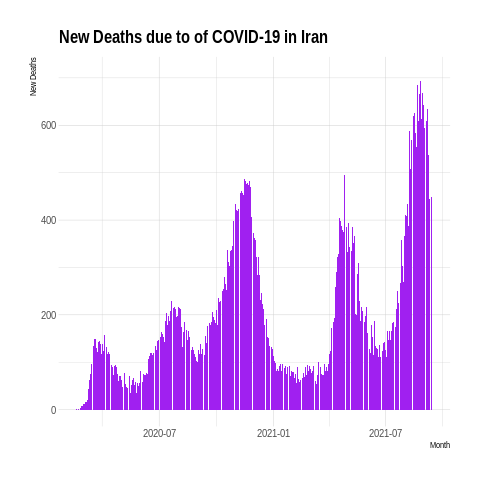 New Deaths due to of COVID-19 in Iran
New Deaths
600
400
200
0
2020-07
2021-01
2021-07
Month